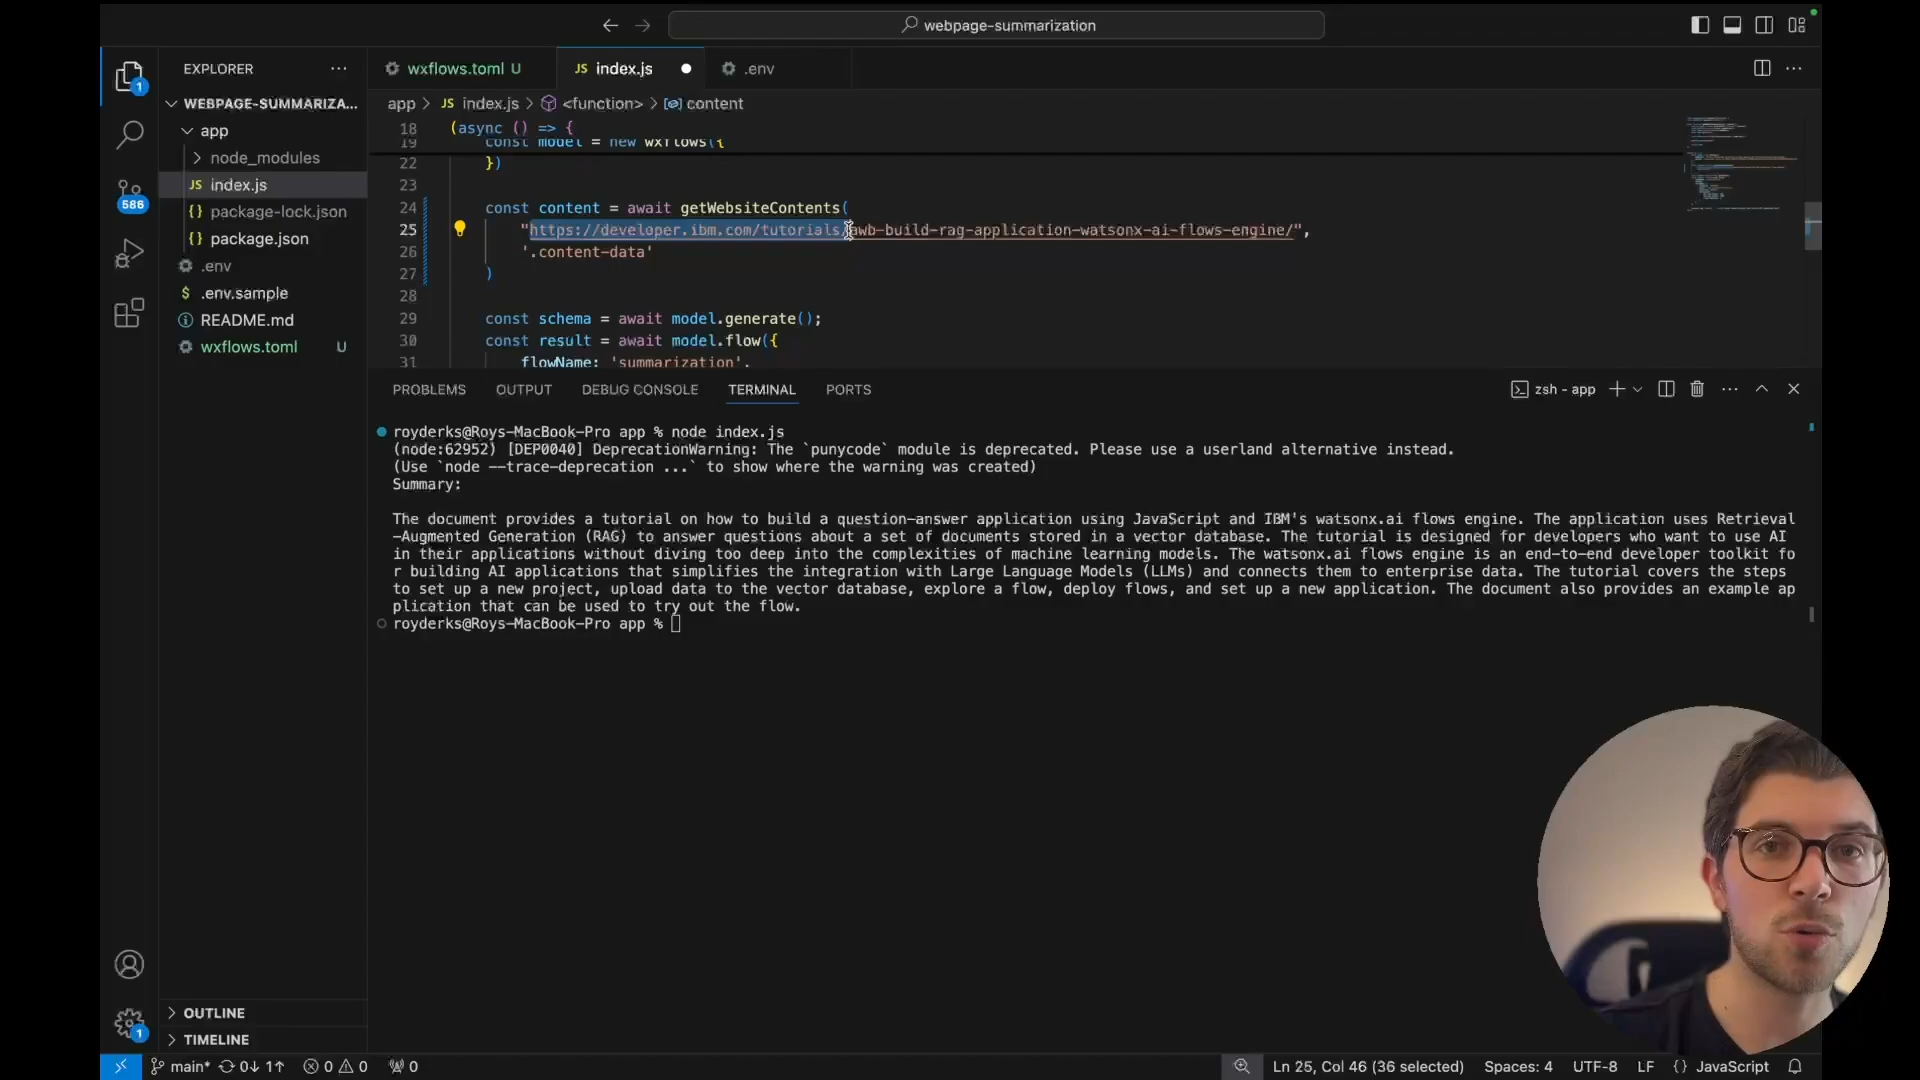 webpage-summarization
EXPLORER
WEBPAGE-SUMMARIZA...
app
node_modules
JS index.js
{} package-lock.json
{} package.json
.env
$ .env.sample
README.md
wxflows.toml U
OUTLINE
TIMELINE
1
586
1
wxflows.toml U
JS index.js
.env
app > JS index.js > <function> > content
18 (async () => {
19 const model = new wxflows({
22 })
23
24 const content = await getWebsiteContents(
25 "https://developer.ibm.com/tutorials/awb-build-rag-application-watsonx-ai-flows-engine/",
26 '.content-data'
27 )
28
29 const schema = await model.generate();
30 const result = await model.flow({
31 flowName: 'summarization',
PROBLEMS OUTPUT DEBUG CONSOLE TERMINAL PORTS
zsh - app
royderks@Roys-MacBook-Pro app % node index.js
(node:62952) [DEP0040] DeprecationWarning: The `punycode` module is deprecated. Please use a userland alternative instead.
(Use `node --trace-deprecation ...` to show where the warning was created)
Summary:
The document provides a tutorial on how to build a question-answer application using JavaScript and IBM's watsonx.ai flows engine. The application uses Retrieval
-Augmented Generation (RAG) to answer questions about a set of documents stored in a vector database. The tutorial is designed for developers who want to use AI
in their applications without diving too deep into the complexities of machine learning models. The watsonx.ai flows engine is an end-to-end developer toolkit fo
r building AI applications that simplifies the integration with Large Language Models (LLMs) and connects them to enterprise data. The tutorial covers the steps
to set up a new project, upload data to the vector database, explore a flow, deploy flows, and set up a new application. The document also provides an example ap
plication that can be used to try out the flow.
royderks@Roys-MacBook-Pro app %
main* 0↓ 1↑ 0 0 0
Ln 25, Col 46 (36 selected) Spaces: 4 UTF-8 LF {} JavaScript